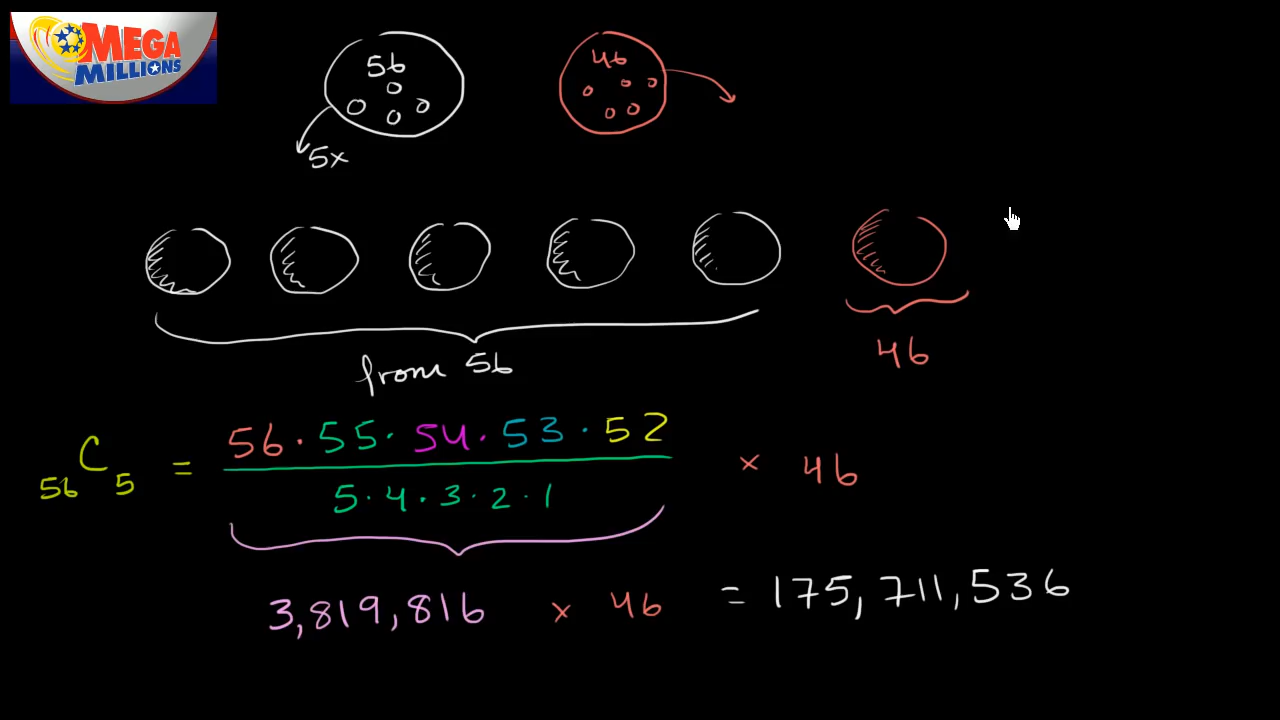 MEGA
MILLIONS
56
46
5x
from 56
46
56C5 = 56 · 55 · 54 · 53 · 52 × 46
5 · 4 · 3 · 2 · 1
3,819,816 × 46 = 175,711,536